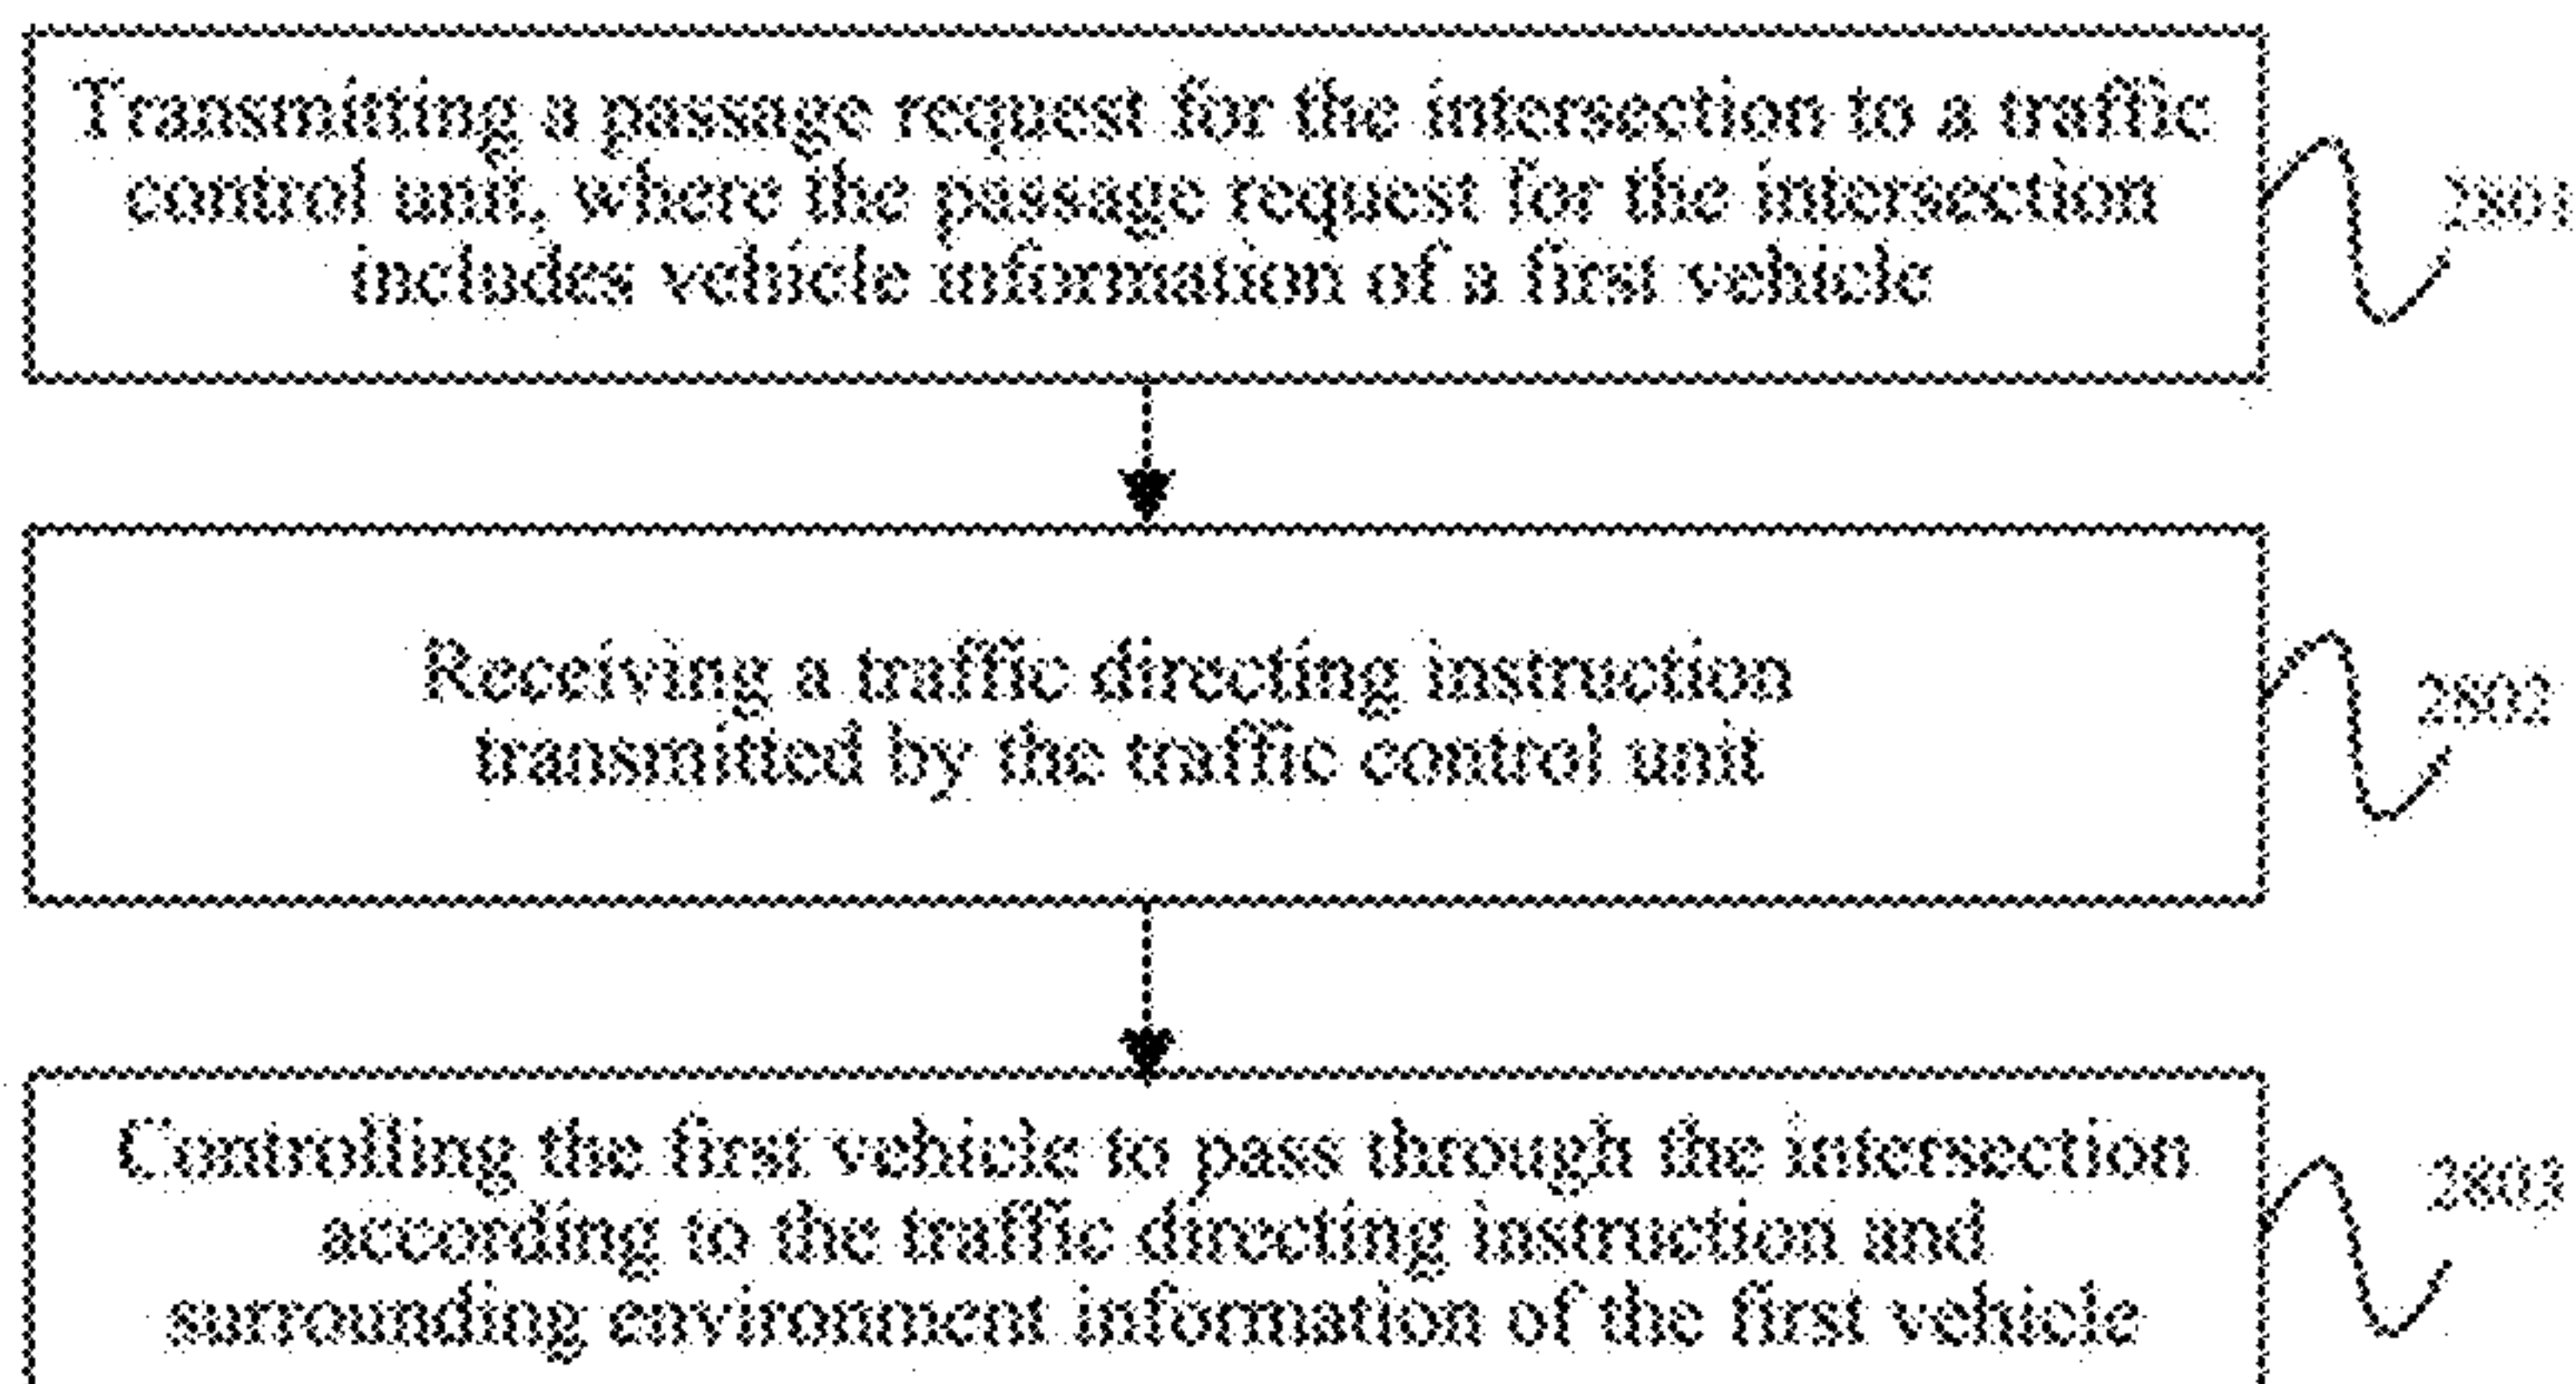 Transmitting a passage request for the intersection to a traffic
control unit, where the passage request for the intersection
includes vehicle information of a first vehicle
2801
Receiving a traffic directing instruction
transmitted by the traffic control unit
2802
Controlling the first vehicle to pass through the intersection
according to the traffic directing instruction and
surrounding environment information of the first vehicle
2803